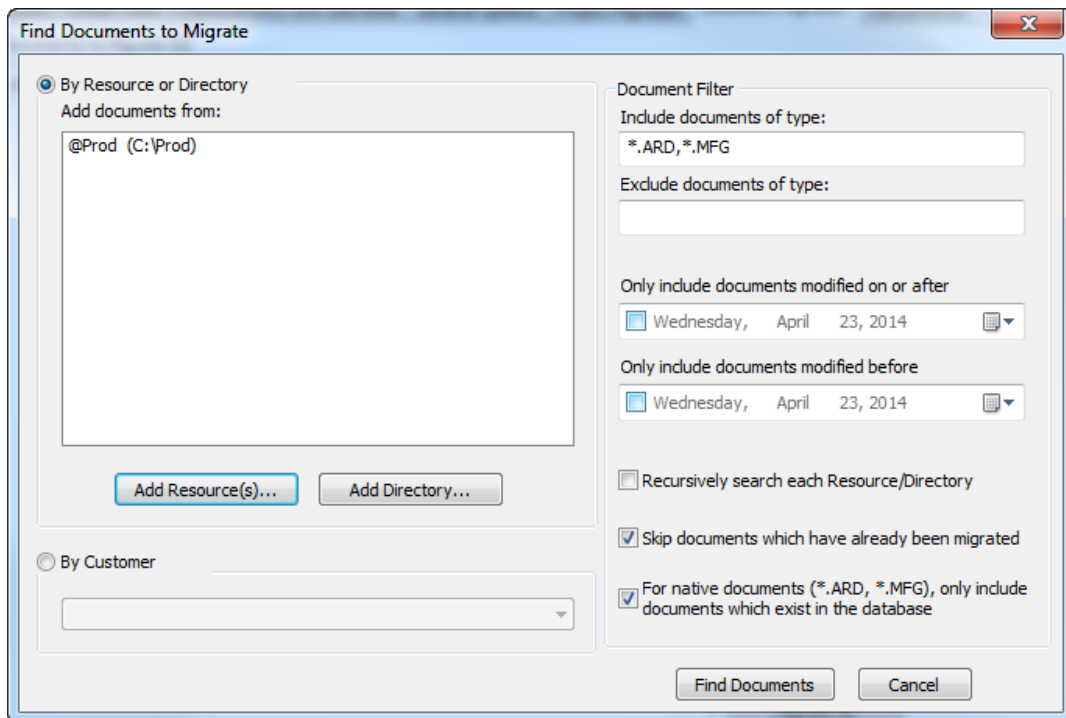 Find Documents to Migrate
By Resource or Directory
Add documents from:
@Prod (C:\Prod)
Add Resource(s)...
Add Directory...
By Customer
Document Filter
Include documents of type:
*.ARD,*.MFG
Exclude documents of type:
Only include documents modified on or after
Wednesday, April 23, 2014
Only include documents modified before
Wednesday, April 23, 2014
Recursively search each Resource/Directory
Skip documents which have already been migrated
For native documents (*.ARD, *.MFG), only include
documents which exist in the database
Find Documents
Cancel